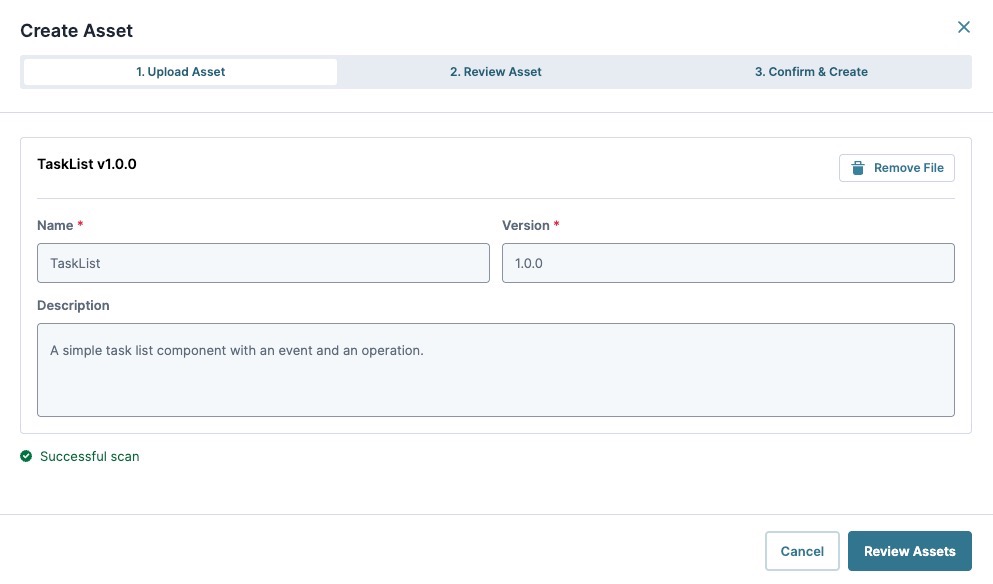 Create Asset
1. Upload Asset
2. Review Asset
3. Confirm & Create
TaskList v1.0.0
Remove File
Name *
Version *
TaskList
1.0.0
Description
A simple task list component with an event and an operation.
Successful scan
Cancel
Review Assets